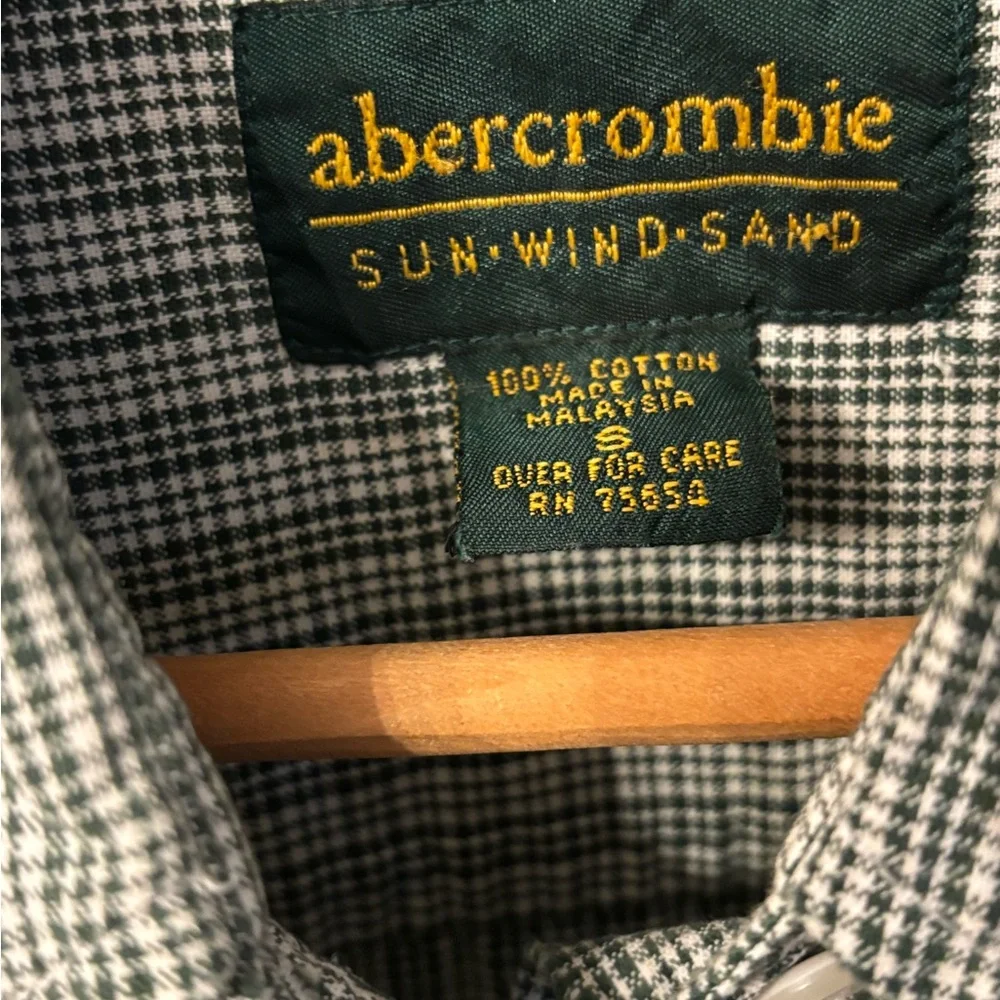 abercrombie
SUN·WIND·SAND
100% COTTON
MADE IN
MALAYSIA
S
OVER FOR CARE
RN 75654